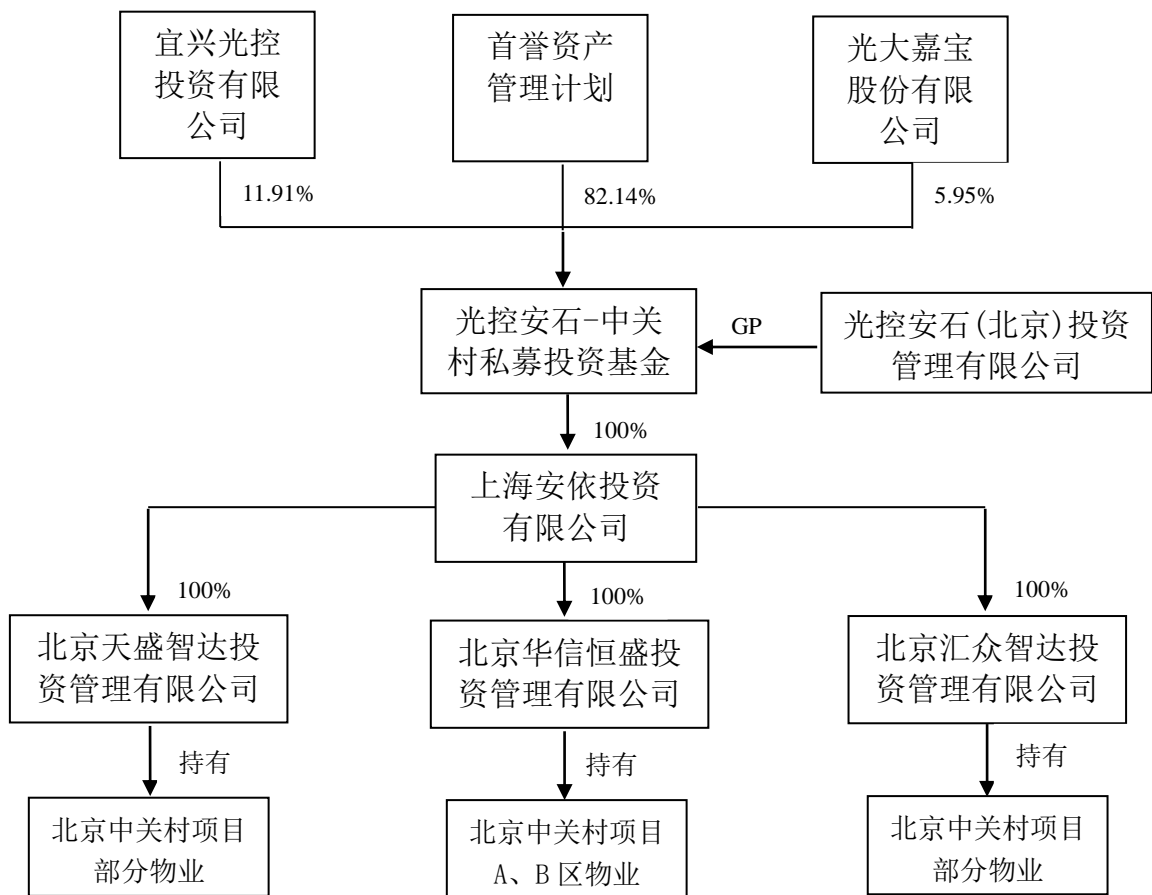 宜兴光控
投资有限
公司
首誉资产
管理计划
光大嘉宝
股份有限
公司
11.91%
82.14%
5.95%
光控安石-中关
村私募投资基金
GP
光控安石(北京)投资
管理有限公司
100%
上海安依投资
有限公司
100%
100%
100%
北京天盛智达投
资管理有限公司
北京华信恒盛投
资管理有限公司
北京汇众智达投
资管理有限公司
持有
持有
持有
北京中关村项目
部分物业
北京中关村项目
A、B区物业
北京中关村项目
部分物业